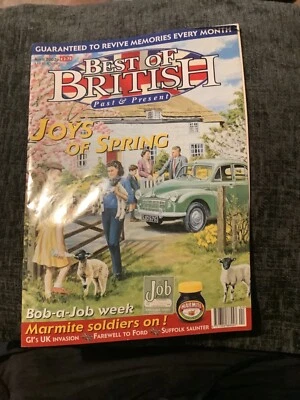 GUARANTEED TO REVIVE MEMORIES EVERY MONTH
BEST OF
BRITISH
Past & Present
JOYS OF
SPRING
Job
MARMITE
Bob-a-Job week
Marmite soldiers on !
GI's UK INVASION FAREWELL TO FORD SUFFOLK SAUNTER